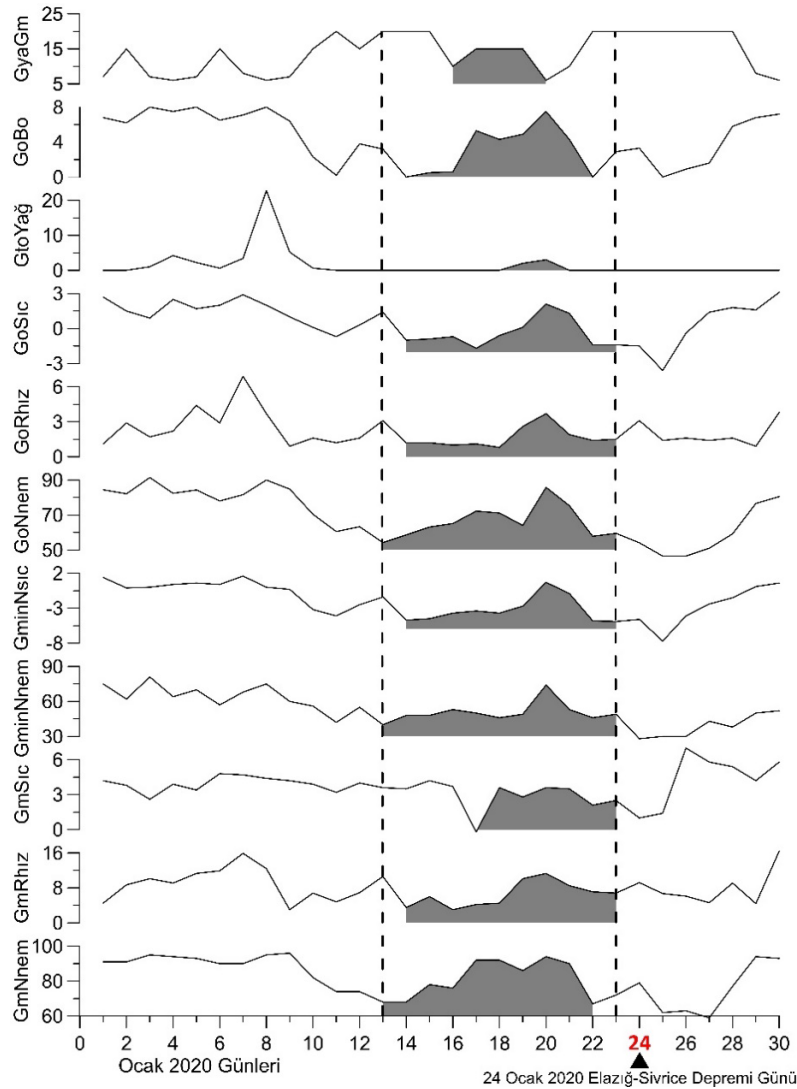 25
15
5
GyaGm
8
4
0
GoBo
20
10
0
GtoYağ
3
0
-3
GoSıc
6
3
0
GoRhız
90
70
50
GoNnem
2
-3
-8
GminNsıc
90
60
30
GminNnem
6
3
0
GmSıc
16
8
0
GmRhız
100
80
60
GmNnem
0 2 4 6 8 10 12 14 16 18 20 22 24 26 28 30
Ocak 2020 Günleri
24 Ocak 2020 Elazığ-Sivrice Depremi Günü